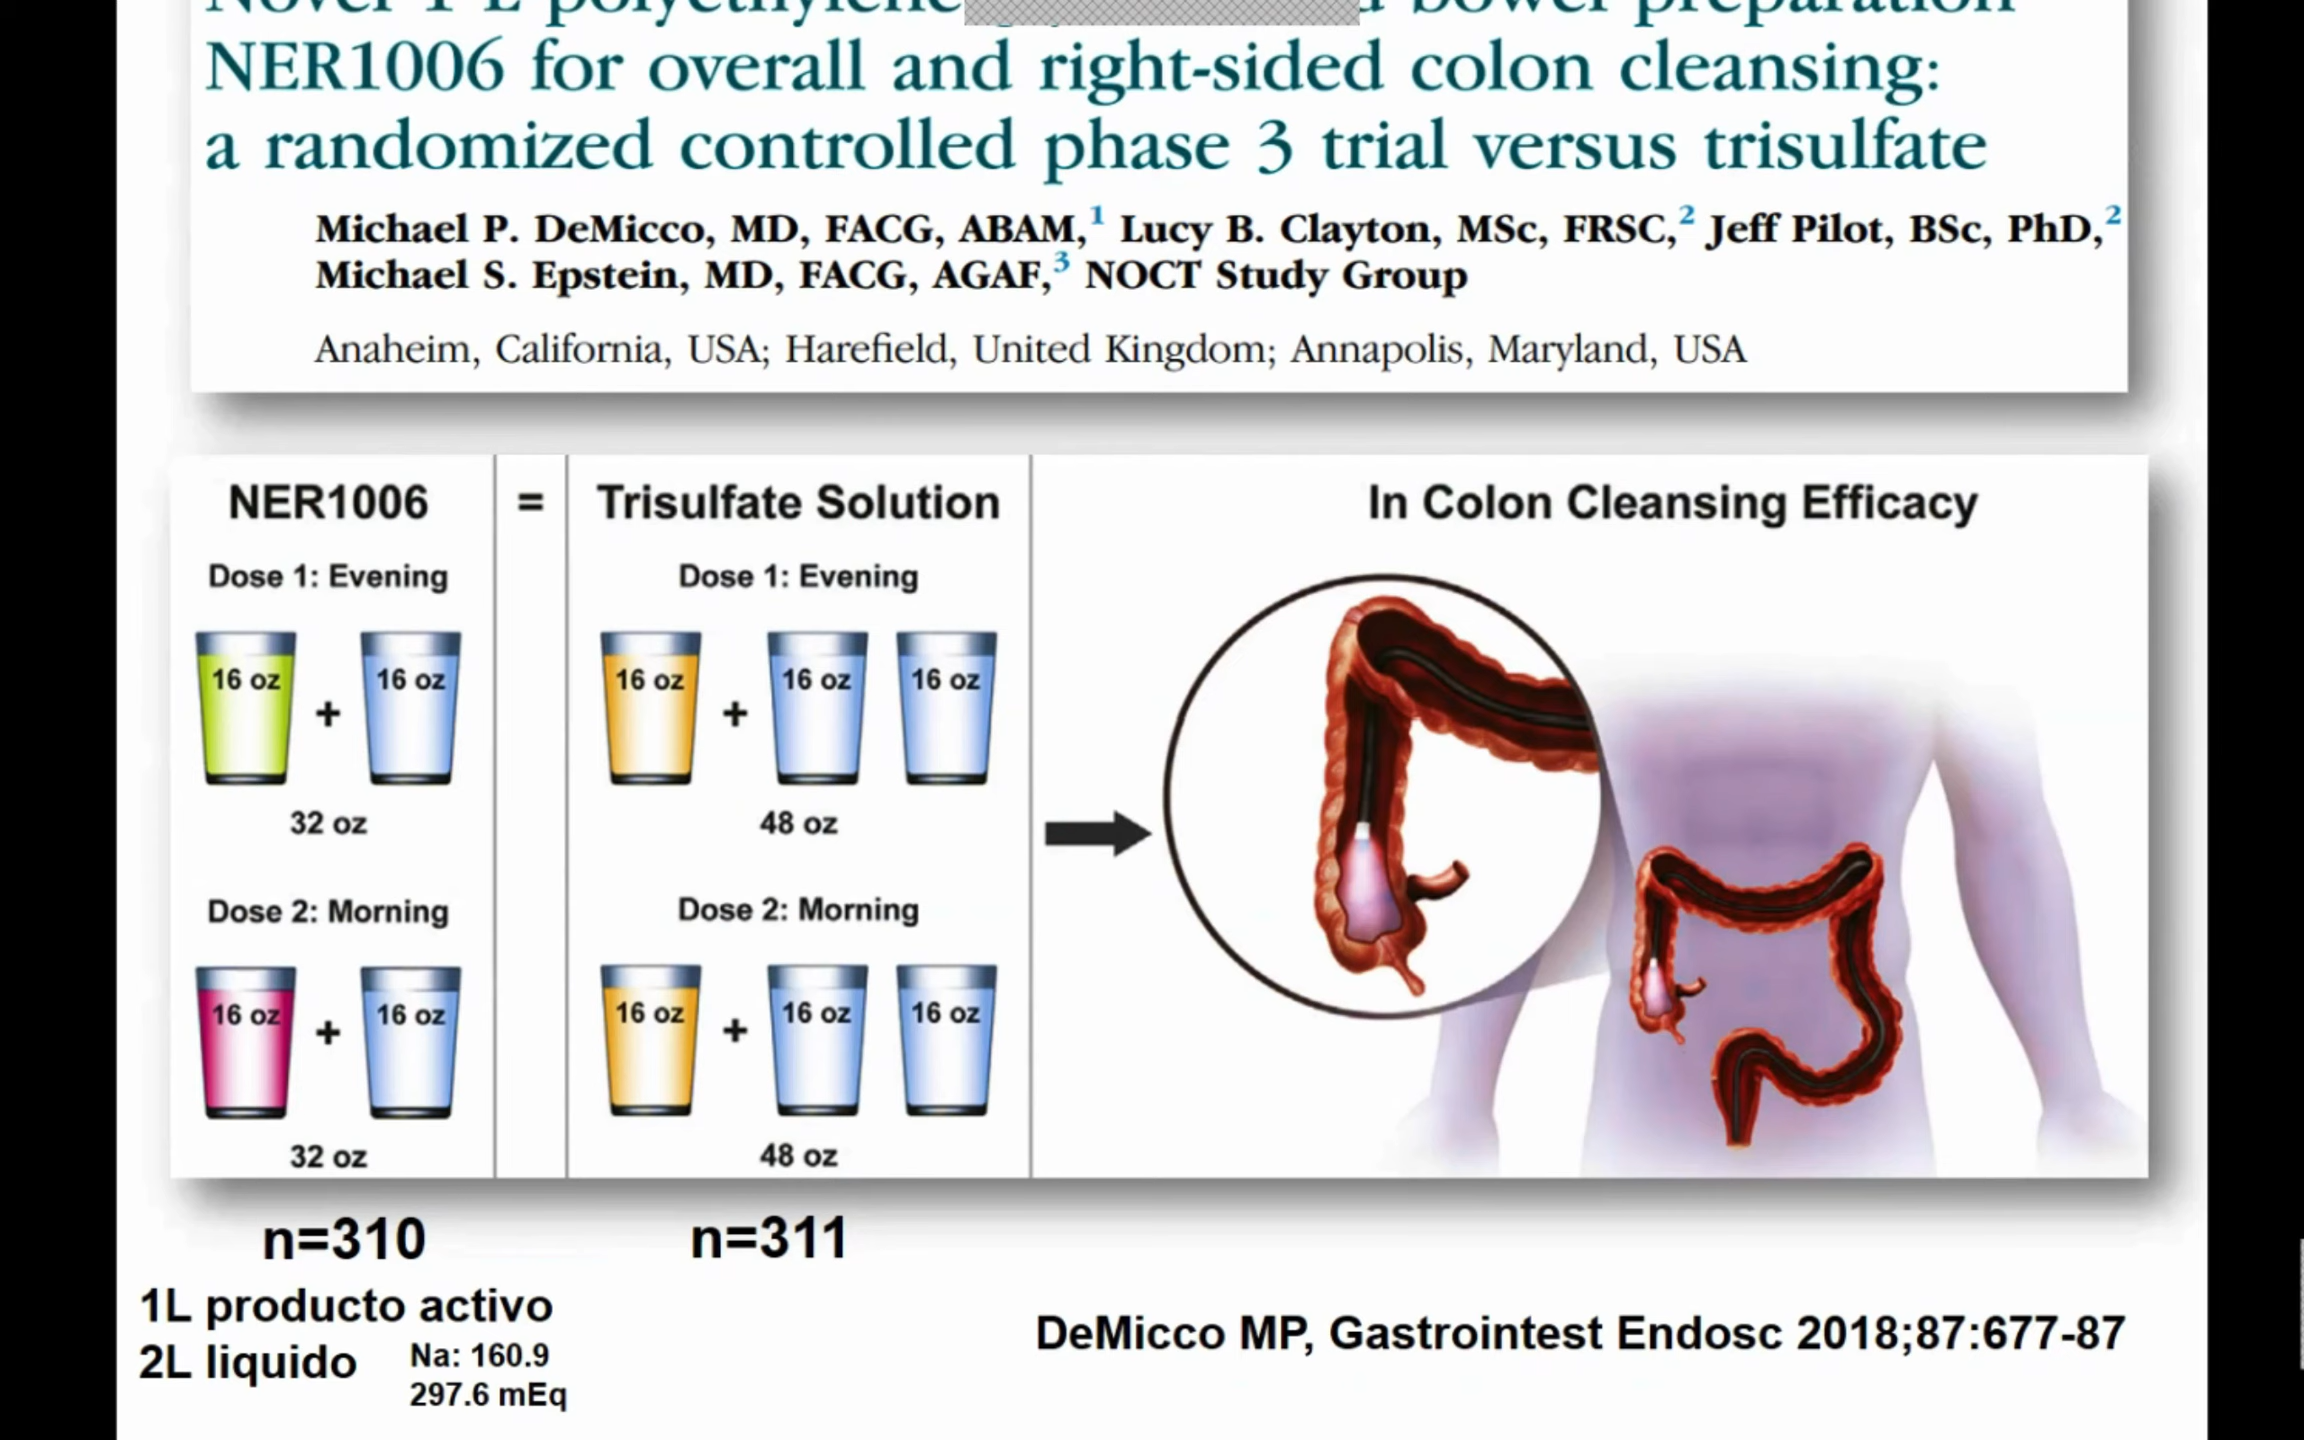 Novel 1 L polyethylene bowel preparation
NER1006 for overall and right-sided colon cleansing:
a randomized controlled phase 3 trial versus trisulfate
Michael P. DeMicco, MD, FACG, ABAM,1 Lucy B. Clayton, MSc, FRSC,2 Jeff Pilot, BSc, PhD,2
Michael S. Epstein, MD, FACG, AGAF,3 NOCT Study Group
Anaheim, California, USA; Harefield, United Kingdom; Annapolis, Maryland, USA
NER1006 = Trisulfate Solution In Colon Cleansing Efficacy
Dose 1: Evening Dose 1: Evening
16 oz + 16 oz 16 oz + 16 oz 16 oz
32 oz 48 oz
Dose 2: Morning Dose 2: Morning
16 oz + 16 oz 16 oz + 16 oz 16 oz
32 oz 48 oz
n=310 n=311
1L producto activo
2L liquido
Na: 160.9
297.6 mEq
DeMicco MP, Gastrointest Endosc 2018;87:677-87